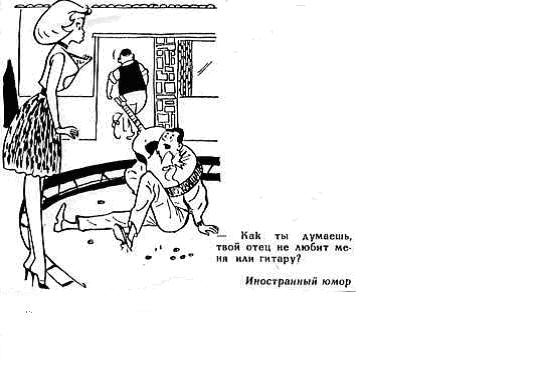 — Как ты думаешь,
твой отец не любит ме-
ня или гитару?
Иностранный юмор